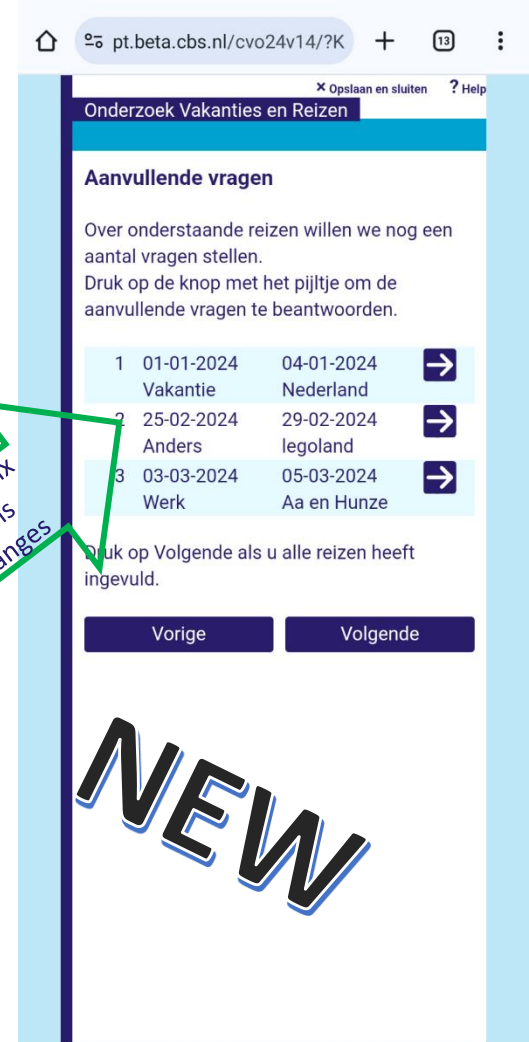 pt.beta.cbs.nl/cvo24v14/?K
13
× Opslaan en sluiten ? Help
Onderzoek Vakanties en Reizen
Aanvullende vragen
Over onderstaande reizen willen we nog een
aantal vragen stellen.
Druk op de knop met het pijltje om de
aanvullende vragen te beantwoorden.
1 01-01-2024 04-01-2024
Vakantie Nederland
2 25-02-2024 29-02-2024
Anders legoland
3 03-03-2024 05-03-2024
Werk Aa en Hunze
Druk op Volgende als u alle reizen heeft
ingevuld.
Vorige Volgende
NEW